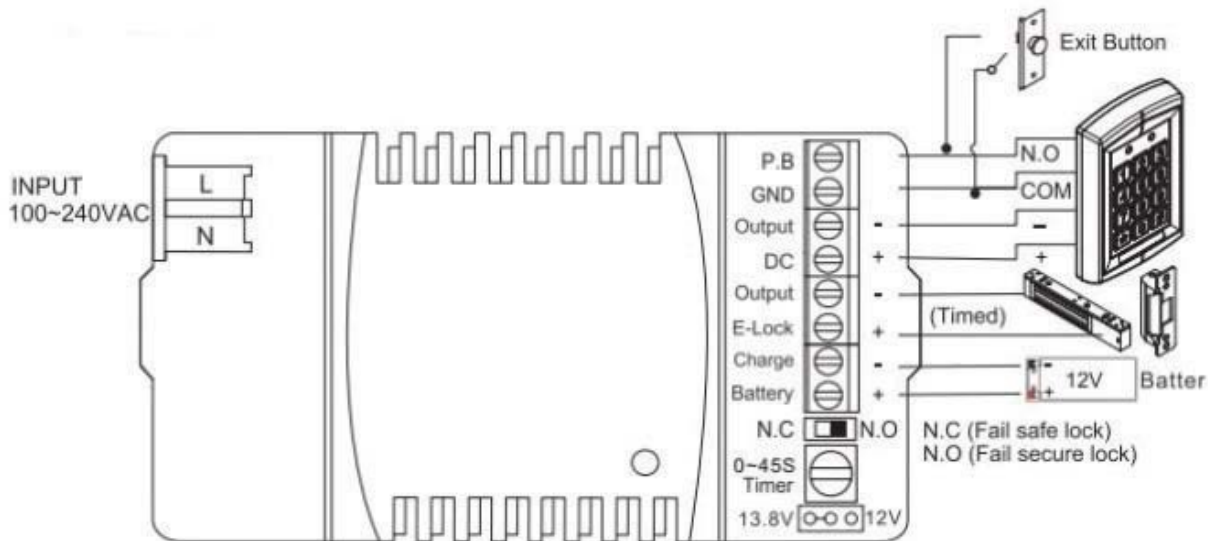 Exit Button
INPUT
100~240VAC
L
N
P.B
GND
Output
DC
Output
E-Lock
Charge
Battery
-
+
-
+
-
+
N.O
COM
-
+
(Timed)
-
+
12V
Batter
N.C
N.O
N.C (Fail safe lock)
N.O (Fail secure lock)
0~45S
Timer
13.8V
12V